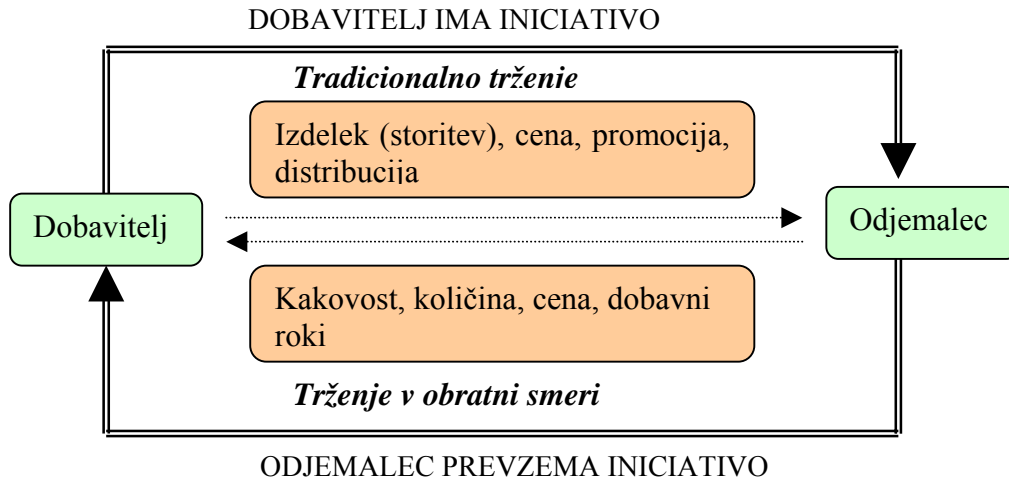 DOBAVITELJ IMA INICIATIVO
Tradicionalno trženje
Izdelek (storitev), cena, promocija,
distribucija
Dobavitelj
Odjemalec
Kakovost, količina, cena, dobavni
roki
Trženje v obratni smeri
ODJEMALEC PREVZEMA INICIATIVO